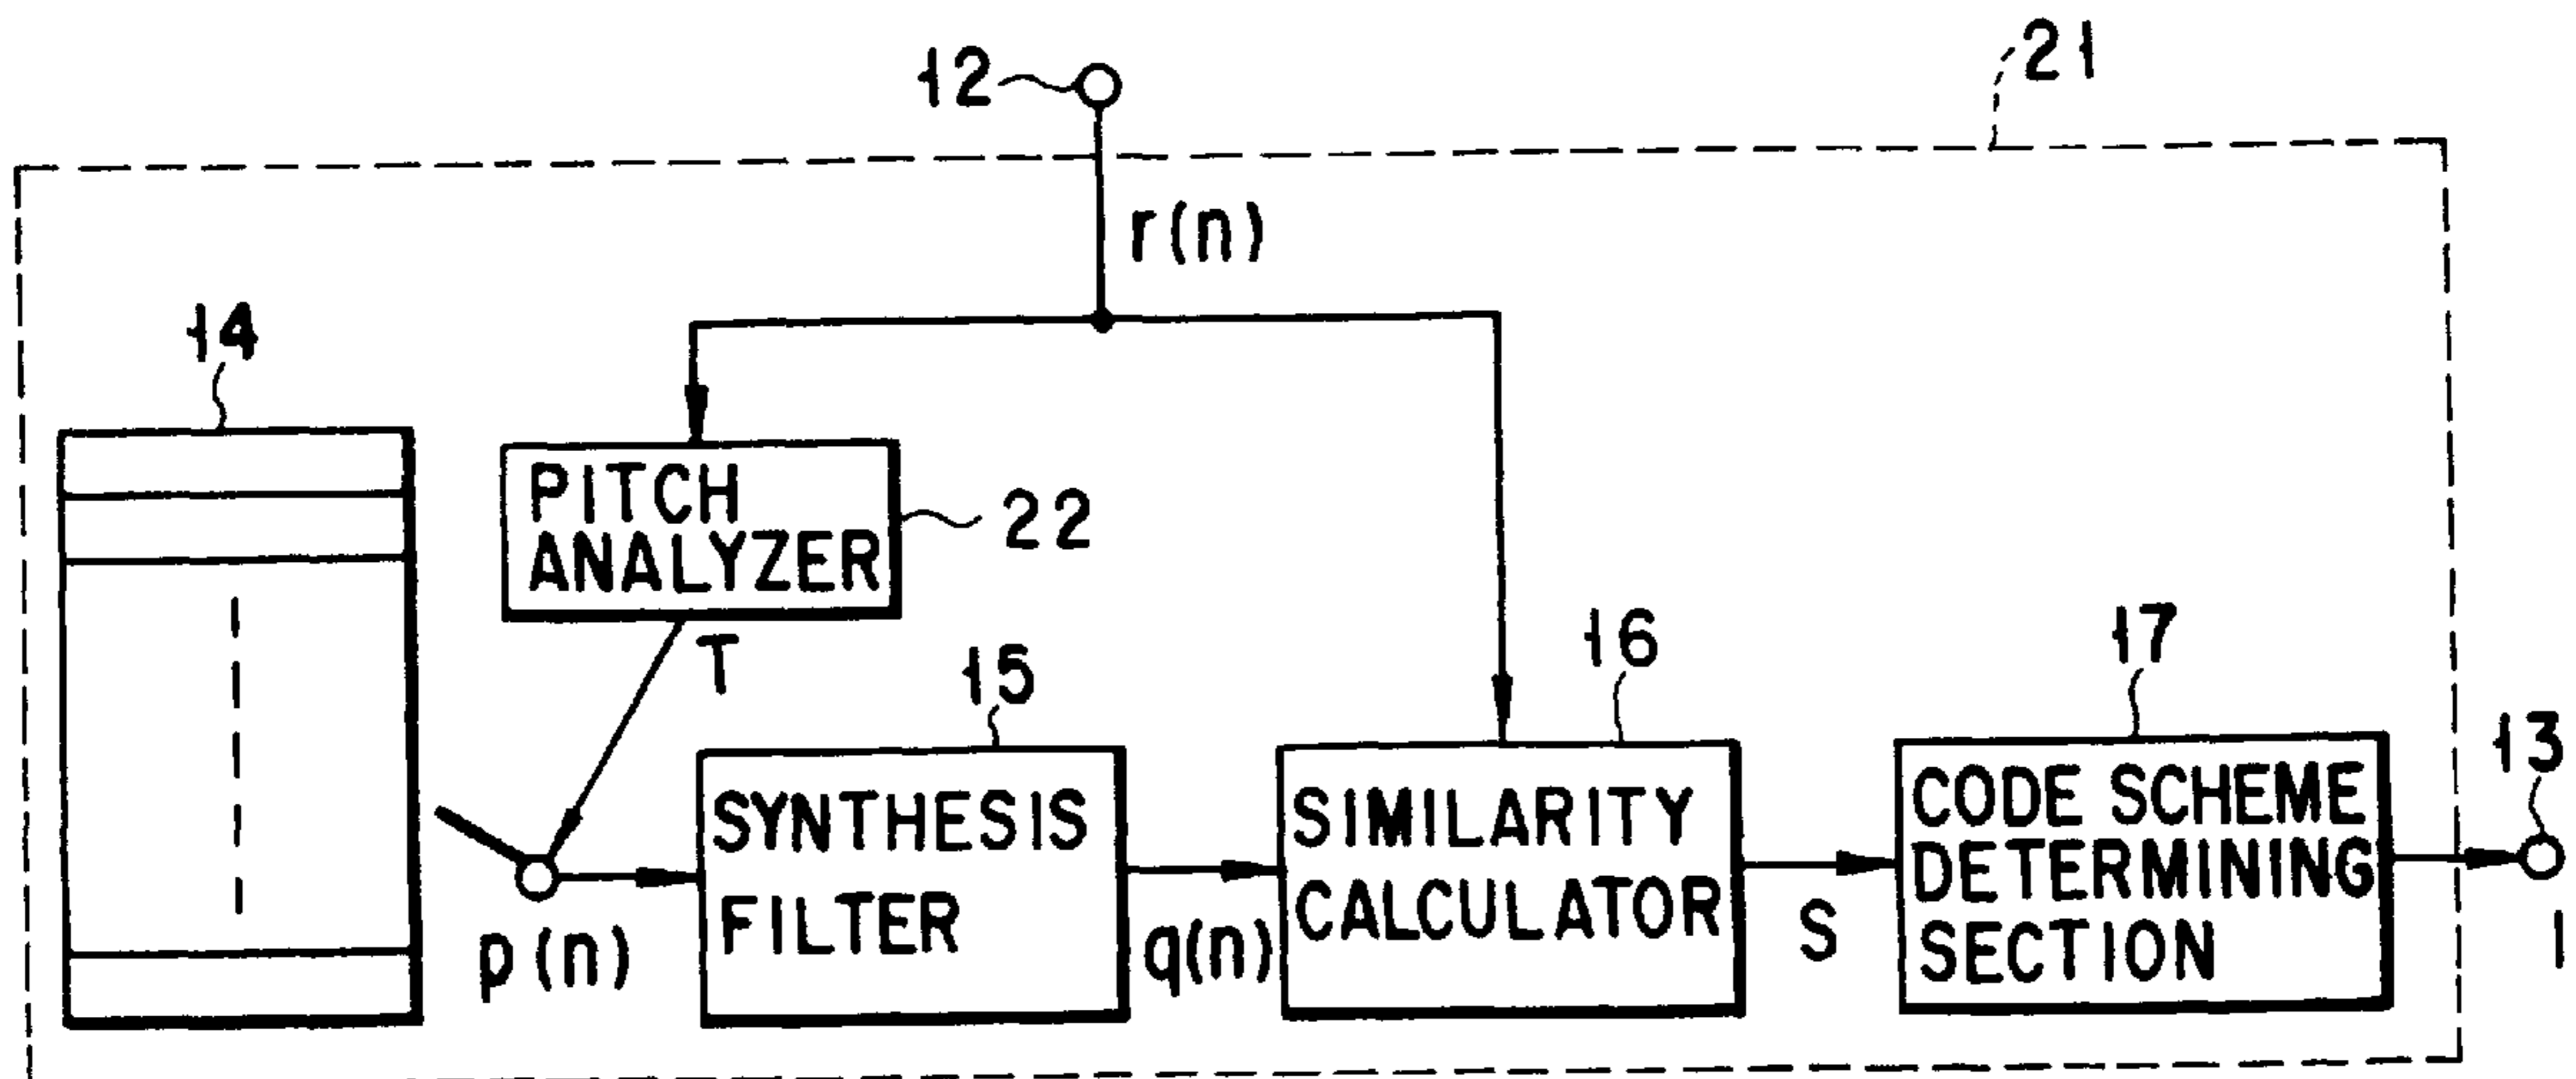 12
21
r(n)
14
PITCH
ANALYZER
22
T
15
16
17
13
SYNTHESIS
FILTER
SIMILARITY
CALCULATOR
CODE SCHEME
DETERMINING
SECTION
p(n)
q(n)
S
I